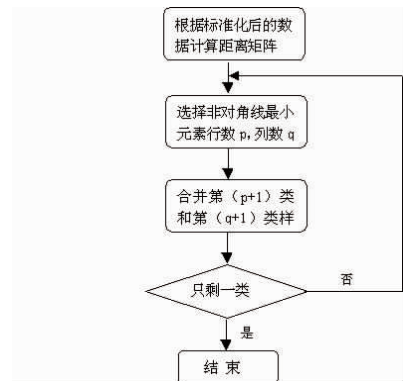 根据标准化后的数
据计算距离矩阵
选择非对角线最小
元素行数p,列数q
合并第（p+1）类
和第（q+1）类样
只剩一类
否
是
结 束